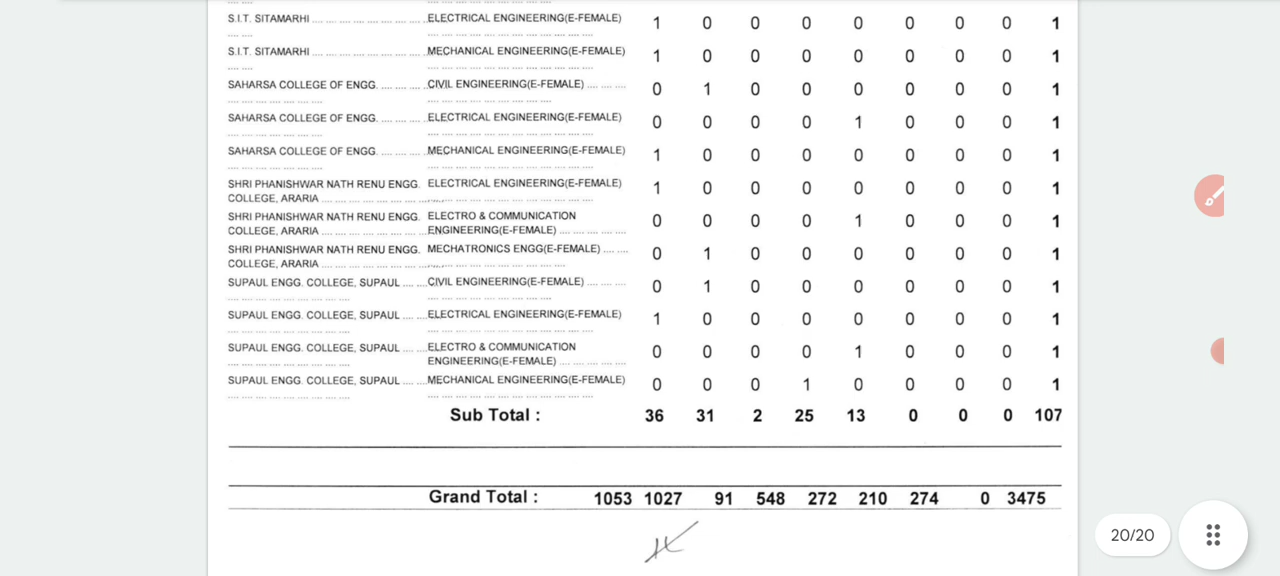 S.I.T. SITAMARHI .... .... .... .... .... .... .... .... ELECTRICAL ENGINEERING(E-FEMALE) 1 0 0 0 0 0 0 0 1
S.I.T. SITAMARHI .... .... .... .... .... .... .... .... MECHANICAL ENGINEERING(E-FEMALE) 1 0 0 0 0 0 0 0 1
SAHARSA COLLEGE OF ENGG. .... .... .... .... CIVIL ENGINEERING(E-FEMALE) .... .... .... 0 1 0 0 0 0 0 0 1
SAHARSA COLLEGE OF ENGG. .... .... .... .... ELECTRICAL ENGINEERING(E-FEMALE) 0 0 0 0 1 0 0 0 1
SAHARSA COLLEGE OF ENGG. .... .... .... .... MECHANICAL ENGINEERING(E-FEMALE) 1 0 0 0 0 0 0 0 1
SHRI PHANISHWAR NATH RENU ENGG. ELECTRICAL ENGINEERING(E-FEMALE) 1 0 0 0 0 0 0 0 1
COLLEGE, ARARIA .... .... .... .... .... .... .... .... ....
SHRI PHANISHWAR NATH RENU ENGG. ELECTRO & COMMUNICATION 0 0 0 0 1 0 0 0 1
COLLEGE, ARARIA .... .... .... .... .... .... .... .... ENGINEERING(E-FEMALE) .... .... .... .... ....
SHRI PHANISHWAR NATH RENU ENGG. MECHATRONICS ENGG(E-FEMALE) .... .... 0 1 0 0 0 0 0 0 1
COLLEGE, ARARIA .... .... .... .... .... .... .... .... ....
SUPAUL ENGG. COLLEGE, SUPAUL .... .... CIVIL ENGINEERING(E-FEMALE) .... .... .... 0 1 0 0 0 0 0 0 1
SUPAUL ENGG. COLLEGE, SUPAUL .... .... ELECTRICAL ENGINEERING(E-FEMALE) 1 0 0 0 0 0 0 0 1
SUPAUL ENGG. COLLEGE, SUPAUL .... .... ELECTRO & COMMUNICATION 0 0 0 0 1 0 0 0 1
ENGINEERING(E-FEMALE) .... .... .... .... ....
SUPAUL ENGG. COLLEGE, SUPAUL .... .... MECHANICAL ENGINEERING(E-FEMALE) 0 0 0 1 0 0 0 0 1
Sub Total : 36 31 2 25 13 0 0 0 107
Grand Total : 1053 1027 91 548 272 210 274 0 3475
20/20